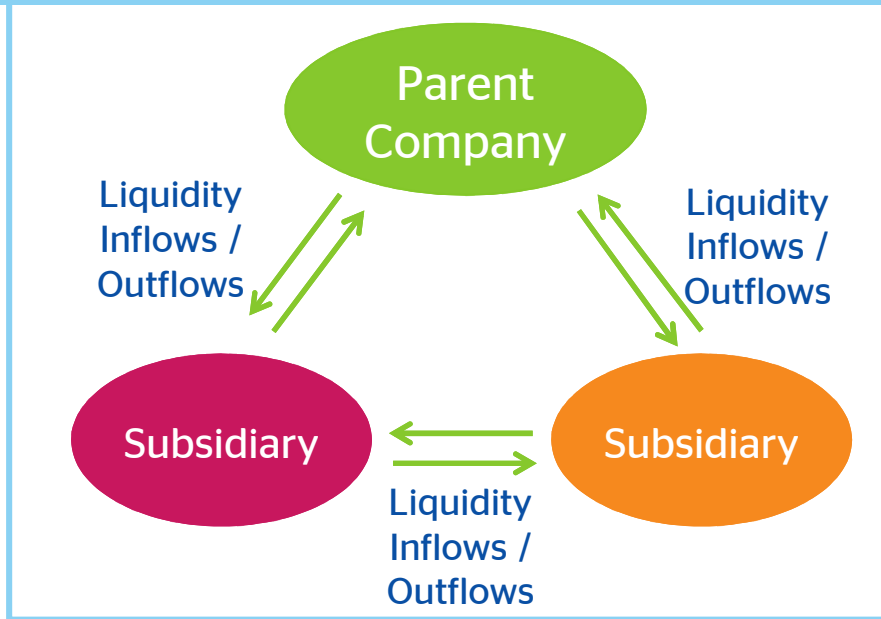 Parent
Company
Liquidity
Inflows /
Outflows
Liquidity
Inflows /
Outflows
Subsidiary
Subsidiary
Liquidity
Inflows /
Outflows